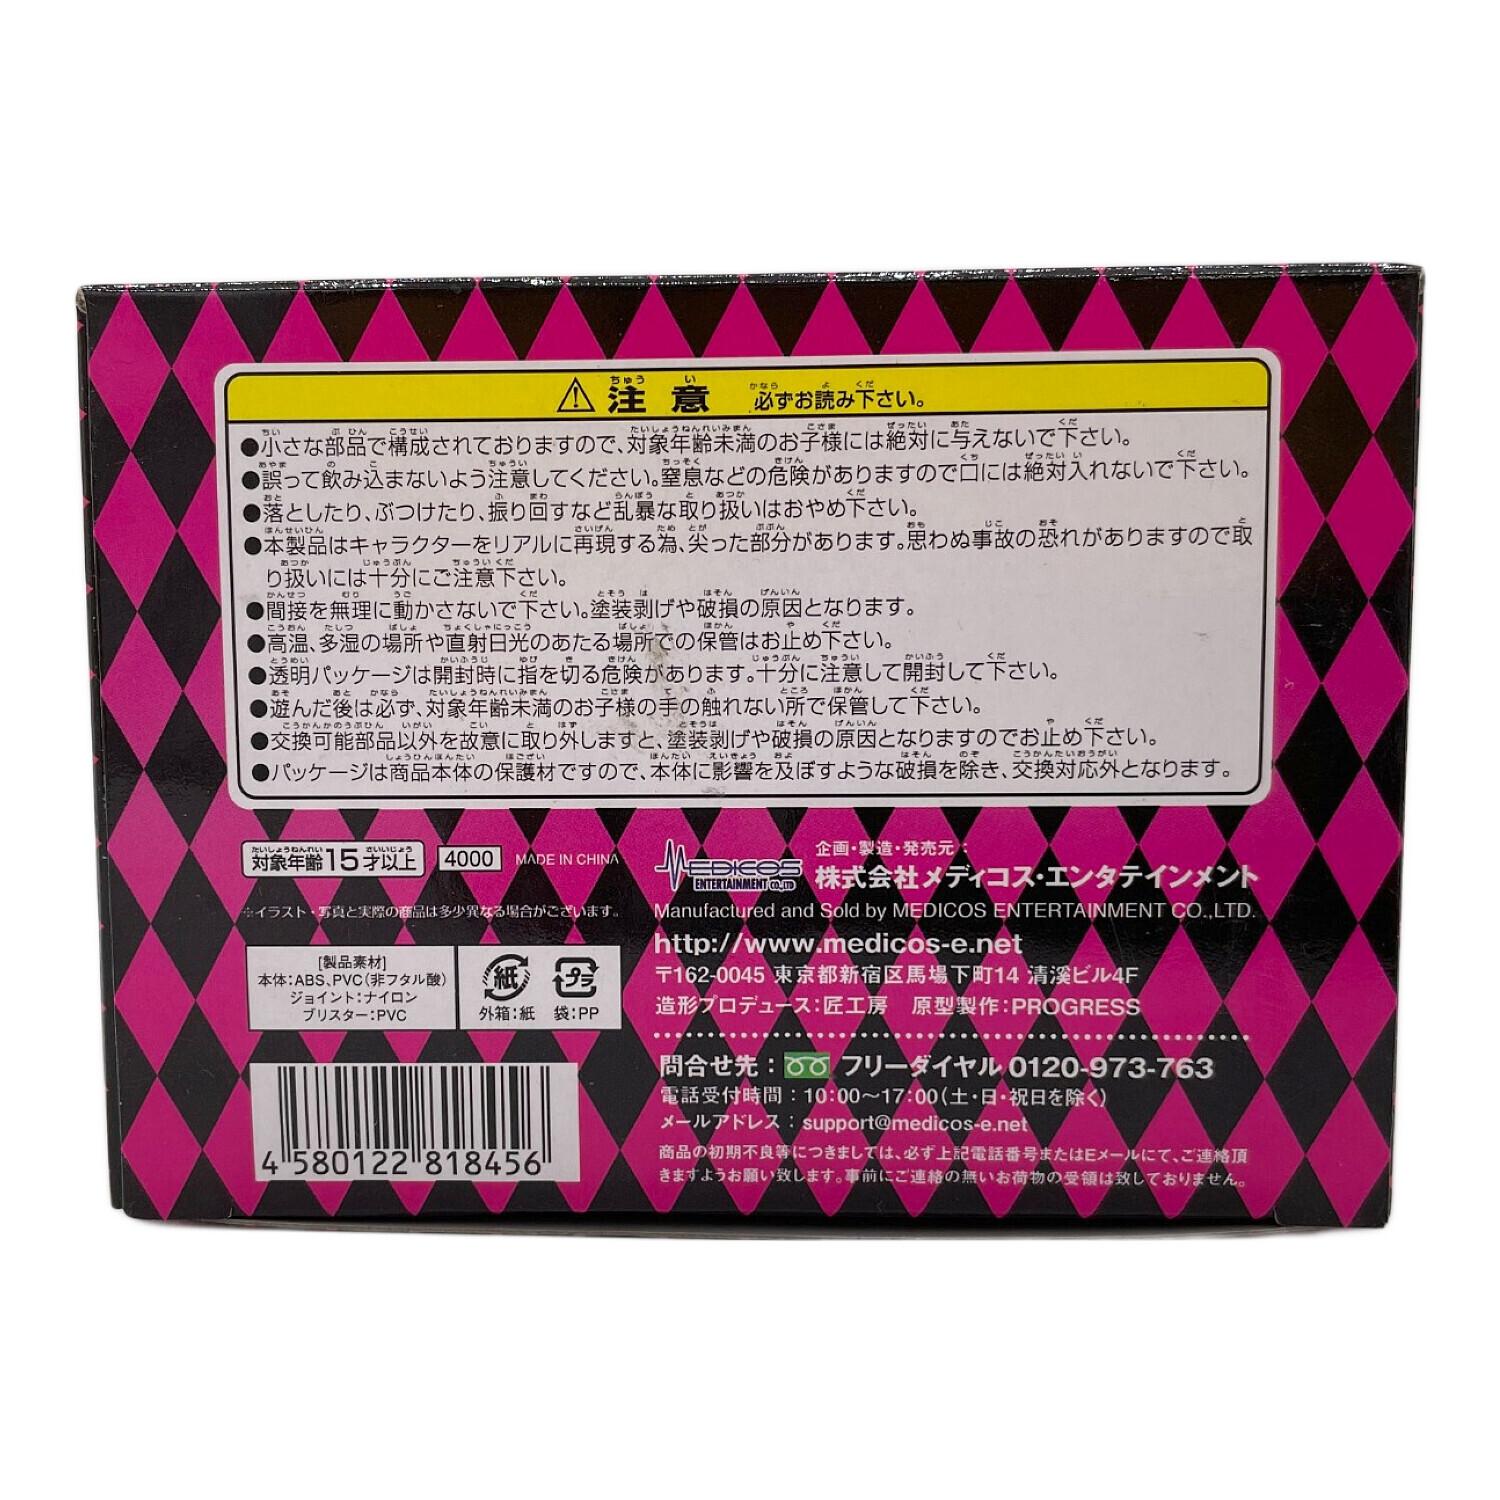 注意 必ずお読み下さい。
●小さな部品で構成されておりますので、対象年齢未満のお子様には絶対に与えないで下さい。
●誤って飲み込まないよう注意してください。窒息などの危険がありますので口には絶対入れないで下さい。
●落としたり、ぶつけたり、振り回すなど乱暴な取り扱いはおやめ下さい。
●本製品はキャラクターをリアルに再現する為、尖った部分があります。思わぬ事故の恐れがありますので取
り扱いには十分にご注意下さい。
●間接を無理に動かさないで下さい。塗装剥げや破損の原因となります。
●高温、多湿の場所や直射日光のあたる場所での保管はお止め下さい。
●透明パッケージは開封時に指を切る危険があります。十分に注意して開封して下さい。
●遊んだ後は必ず、対象年齢未満のお子様の手の触れない所で保管して下さい。
●交換可能部品以外を故意に取り外しますと、塗装剥げや破損の原因となりますのでお止め下さい。
●パッケージは商品本体の保護材ですので、本体に影響を及ぼすような破損を除き、交換対応外となります。
対象年齢15才以上 4000 MADE IN CHINA
※イラスト・写真と実際の商品は多少異なる場合がございます。
[製品素材]
本体:ABS、PVC(非フタル酸)
ジョイント:ナイロン
ブリスター:PVC
紙 プラ
外箱:紙 袋:PP
4 580122 818456
MEDICOS
ENTERTAINMENT CO.,LTD
企画・製造・発売元:
株式会社メディコス・エンタテインメント
Manufactured and Sold by MEDICOS ENTERTAINMENT CO.,LTD.
http://www.medicos-e.net
〒162-0045 東京都新宿区馬場下町14 清溪ビル4F
造形プロデュース:匠工房 原型製作:PROGRESS
問合せ先: フリーダイヤル 0120-973-763
電話受付時間:10:00～17:00(土・日・祝日を除く)
メールアドレス:support@medicos-e.net
商品の初期不良等につきましては、必ず上記電話番号またはEメールにて、ご連絡頂
きますようお願い致します。事前にご連絡の無いお荷物の受領は致しておりません。